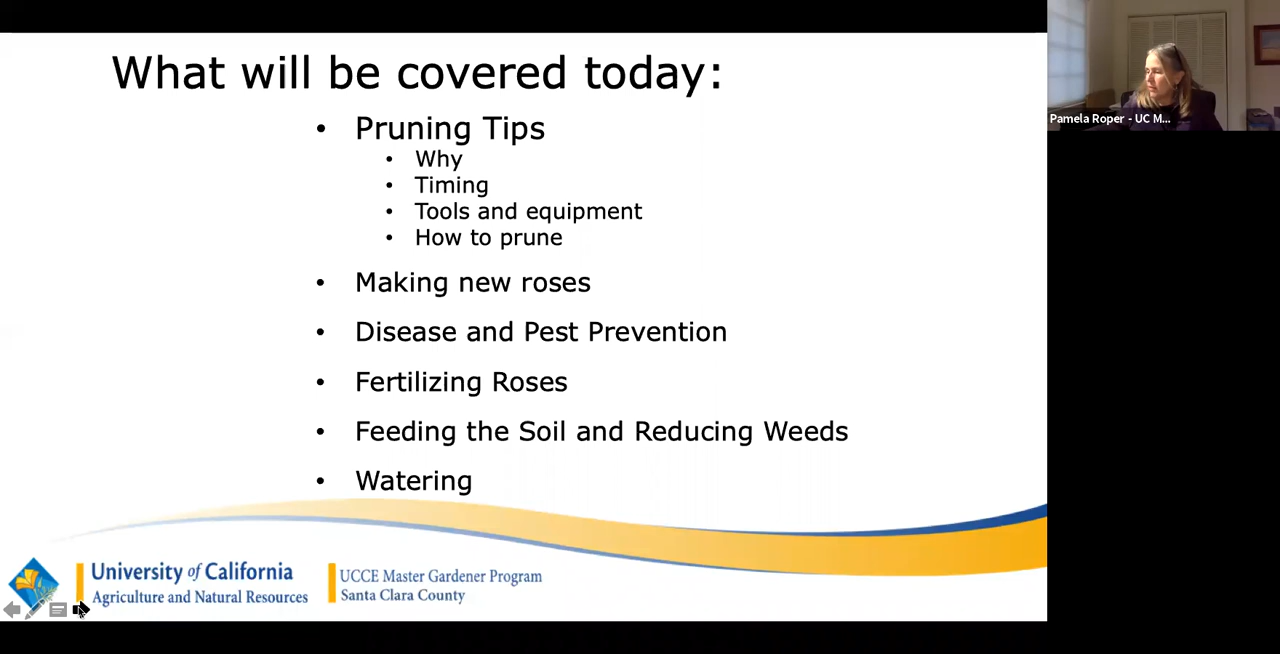 What will be covered today:
• Pruning Tips
• Why
• Timing
• Tools and equipment
• How to prune
• Making new roses
• Disease and Pest Prevention
• Fertilizing Roses
• Feeding the Soil and Reducing Weeds
• Watering
University of California
Agriculture and Natural Resources
UCCE Master Gardener Program
Santa Clara County
Pamela Roper - UC M...